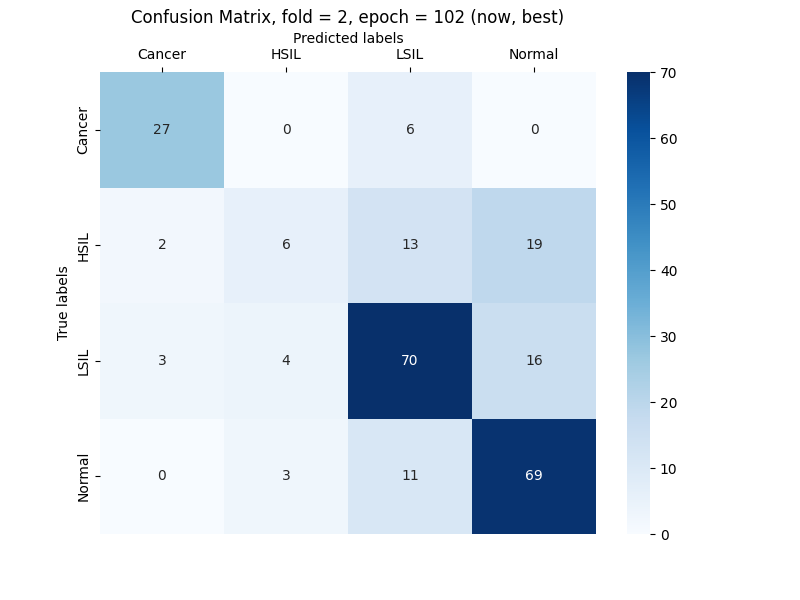 Confusion Matrix, fold = 2, epoch = 102 (now, best)
Predicted labels
Cancer HSIL LSIL Normal
Cancer 27 0 6 0
HSIL 2 6 13 19
LSIL 3 4 70 16
Normal 0 3 11 69
True labels
70
60
50
40
30
20
10
0